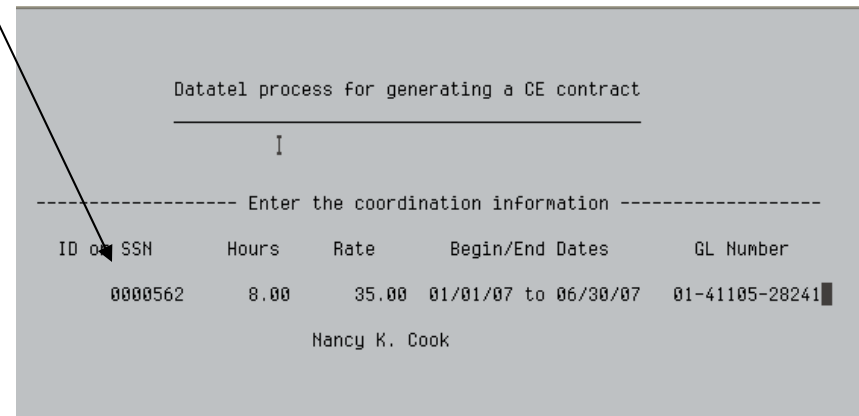 Datatel process for generating a CE contract
------------------- Enter the coordination information -------------------
ID or SSN Hours Rate Begin/End Dates GL Number
0000562 8.00 35.00 01/01/07 to 06/30/07 01-41105-28241
Nancy K. Cook